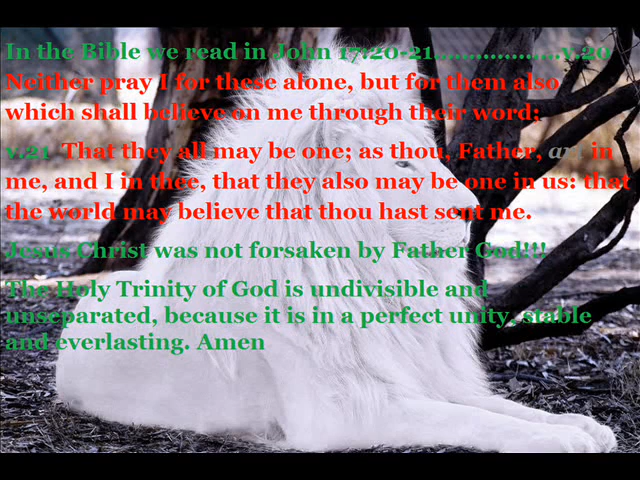 In the Bible we read in John 17:20-21..................v.20
Neither pray I for these alone, but for them also
which shall believe on me through their word;
v.21 That they all may be one; as thou, Father, art in
me, and I in thee, that they also may be one in us: that
the world may believe that thou hast sent me.
Jesus Christ was not forsaken by Father God!!!
The Holy Trinity of God is undivisible and
unseparated, because it is in a perfect unity, stable
and everlasting. Amen